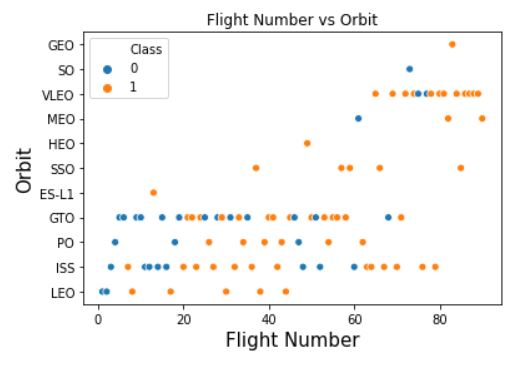 Flight Number vs Orbit
GEO
SO
VLEO
MEO
HEO
SSO
ES-L1
GTO
PO
ISS
LEO
Orbit
Class
0
1
0 20 40 60 80
Flight Number